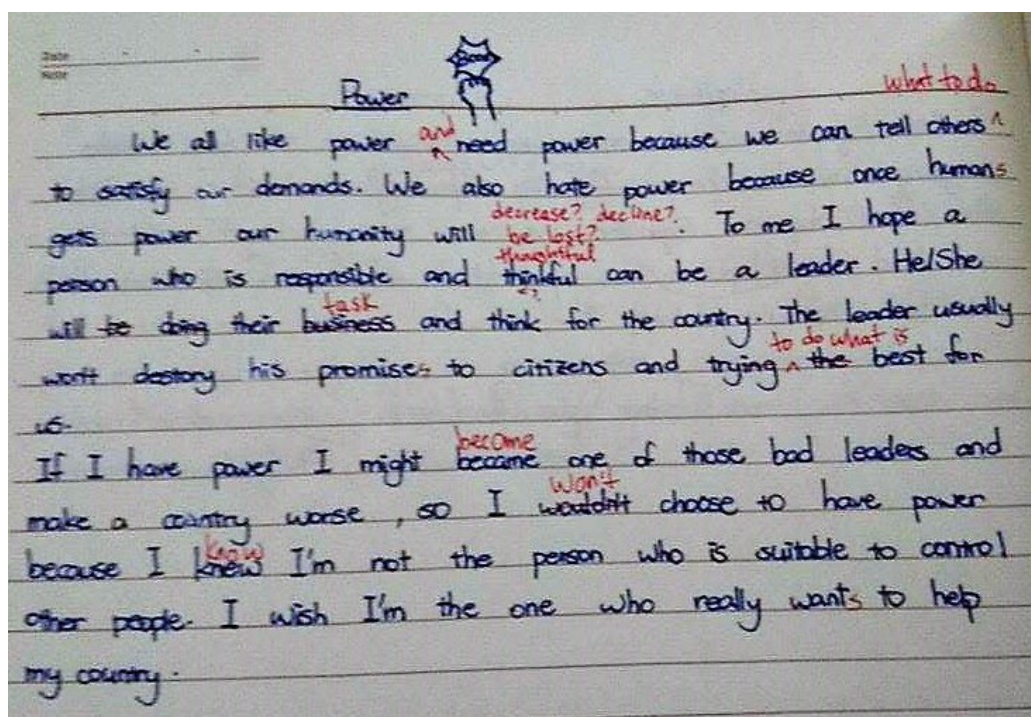 Date
Note
Power
what to do
We all like power and need power because we can tell others
to satisfy our demands. We also hate power because once humans
decrease? decline?
gets power our humanity will be lost? . To me I hope a
thoughtful
person who is responsible and thinkful can be a leader. He/She
task
will be doing their business and think for the country. The leader usually
to do what is
won't destory his promises to citizens and trying the best for
us.
become
If I have power I might became one of those bad leaders and
won't
make a country worse, so I wouldn't choose to have power
know
because I knew I'm not the person who is suitable to control
other people. I wish I'm the one who really wants to help
my country.